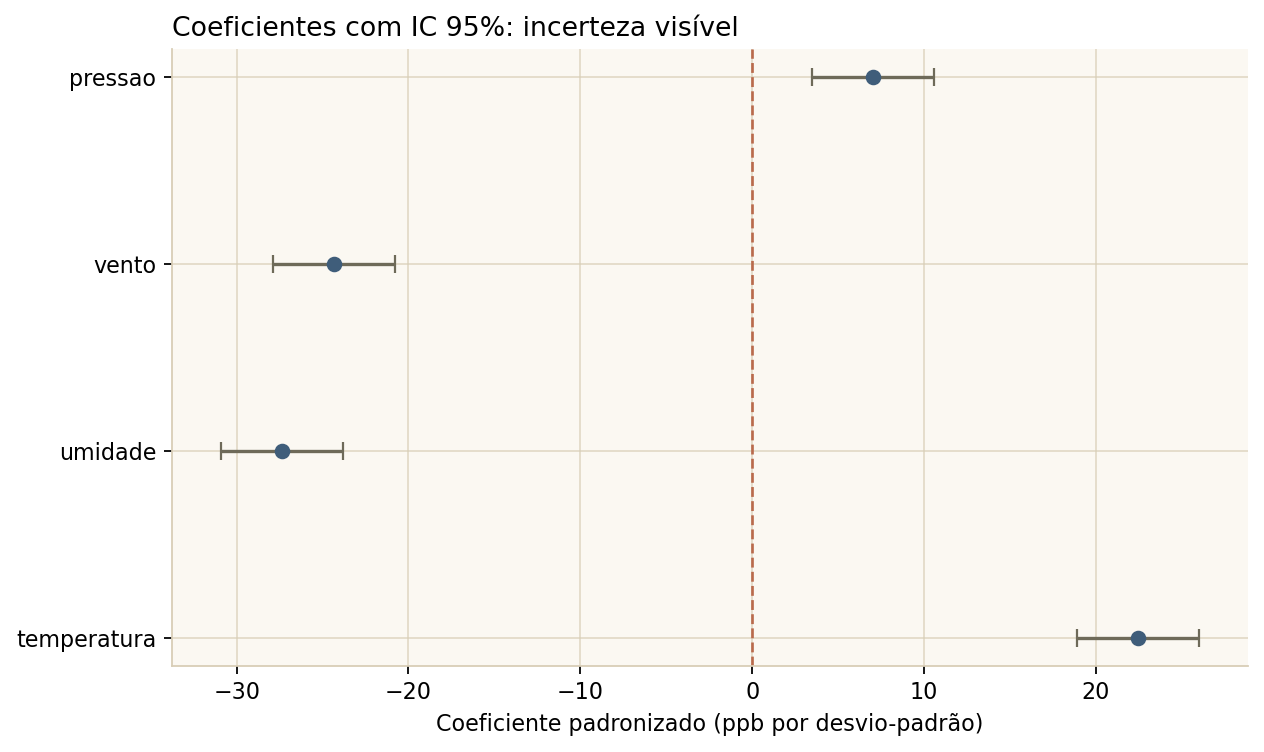 Coeficientes com IC 95%: incerteza visível
pressao
vento
umidade
temperatura
−30 −20 −10 0 10 20
Coeficiente padronizado (ppb por desvio-padrão)